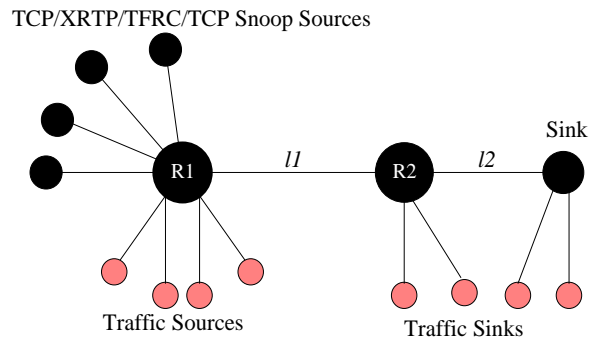 TCP/XRTP/TFRC/TCP Snoop Sources
Sink
R1
l1
R2
l2
Traffic Sources
Traffic Sinks